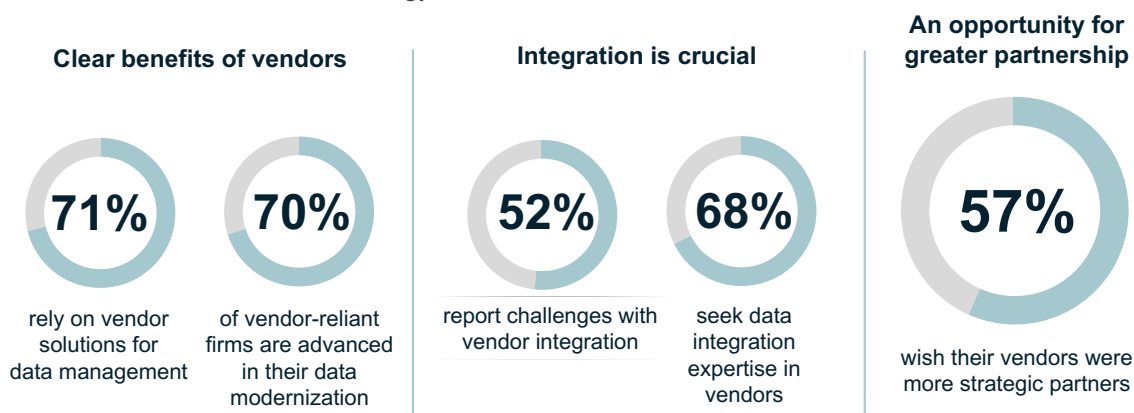 Clear benefits of vendors
71%
rely on vendor
solutions for
data management
70%
of vendor-reliant
firms are advanced
in their data
modernization
Integration is crucial
52%
report challenges with
vendor integration
68%
seek data
integration
expertise in
vendors
An opportunity for
greater partnership
57%
wish their vendors were
more strategic partners